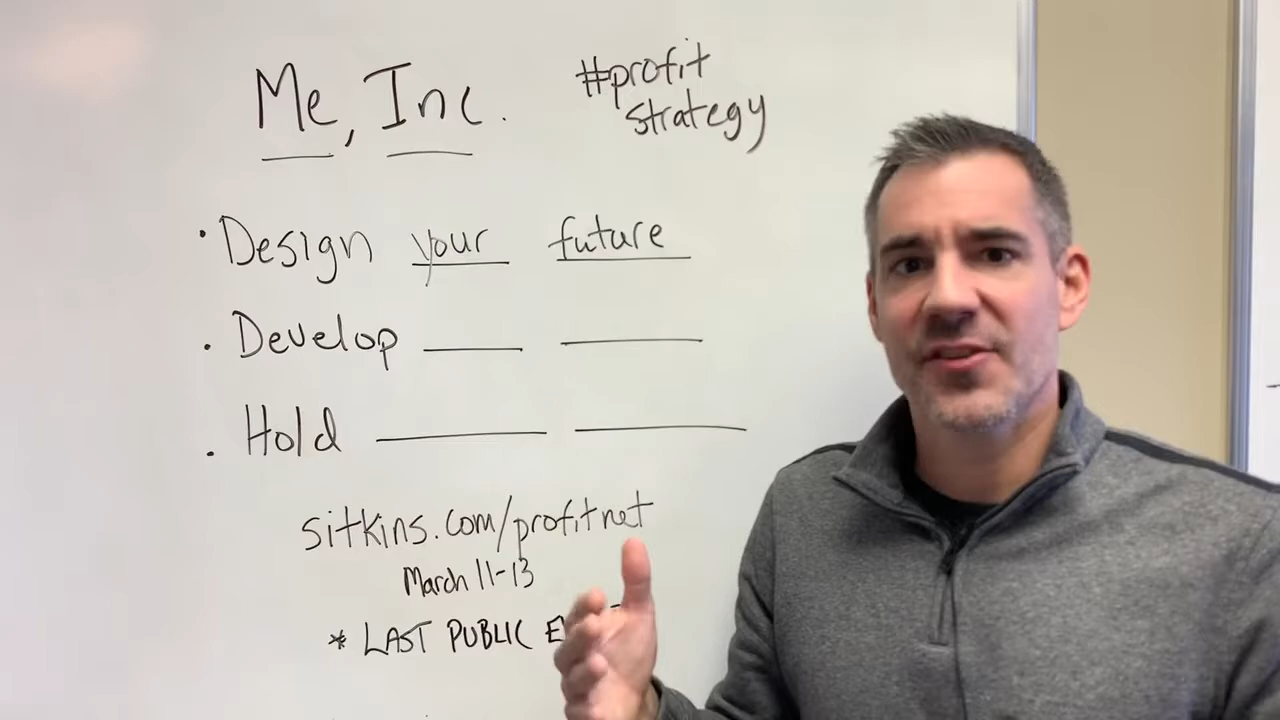 Me, Inc.
#profit
strategy
• Design your future
• Develop
• Hold
sitkins.com/profitnet
March 11-13
* LAST PUBLIC